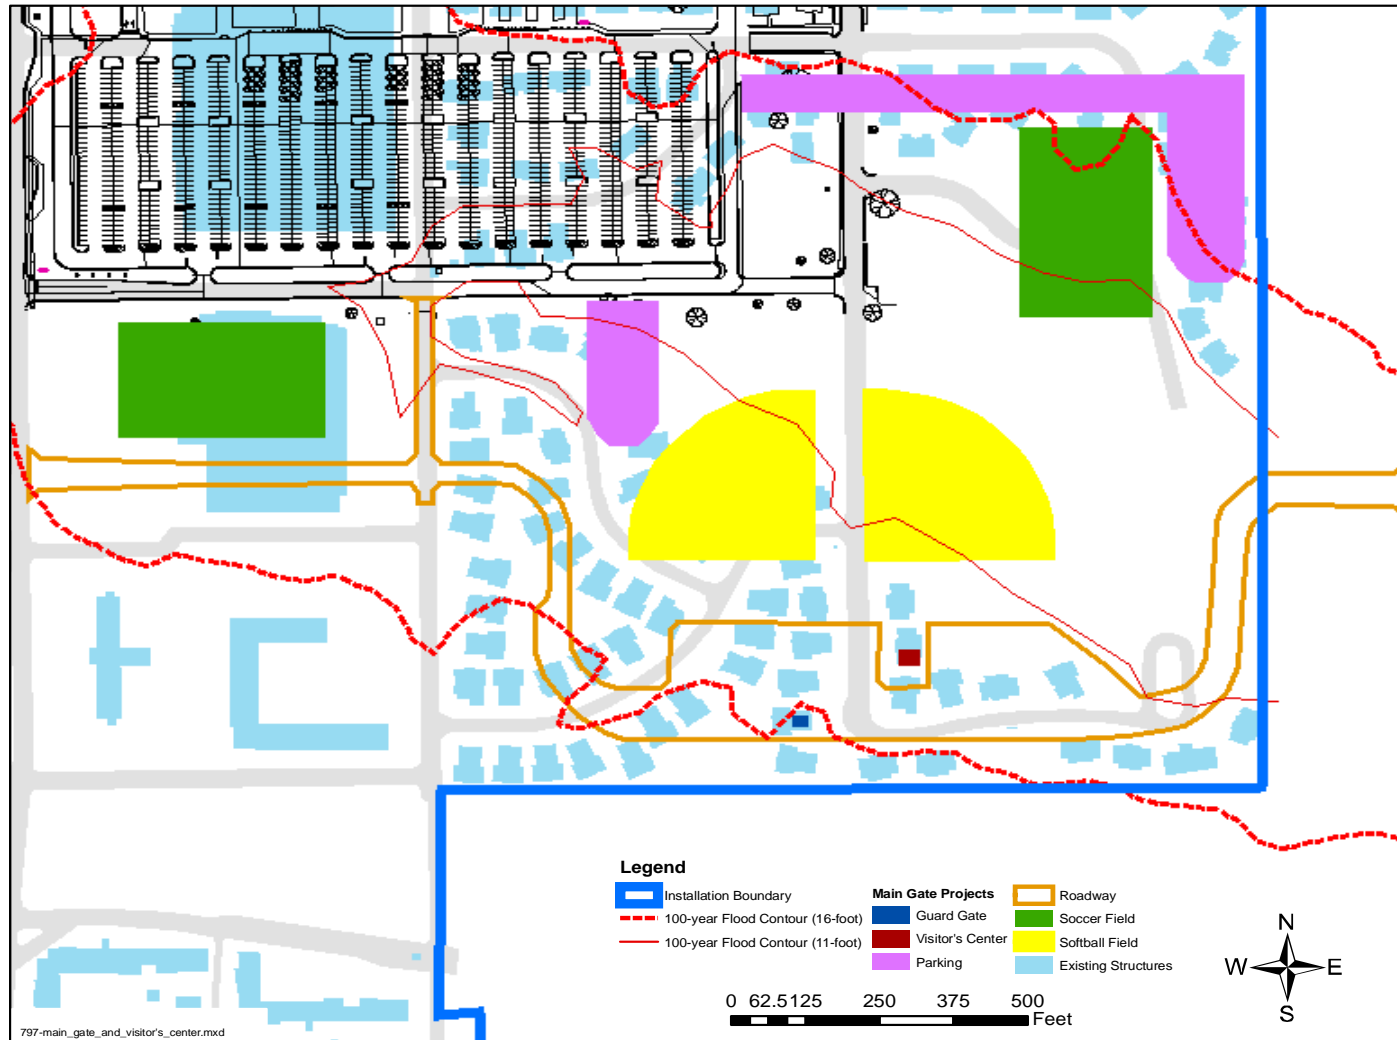 Legend
Installation Boundary
100-year Flood Contour (16-foot)
100-year Flood Contour (11-foot)
Main Gate Projects
Guard Gate
Visitor's Center
Parking
Roadway
Soccer Field
Softball Field
Existing Structures
0 62.5 125 250 375 500
Feet
N
W E
S
797-main_gate_and_visitor's_center.mxd